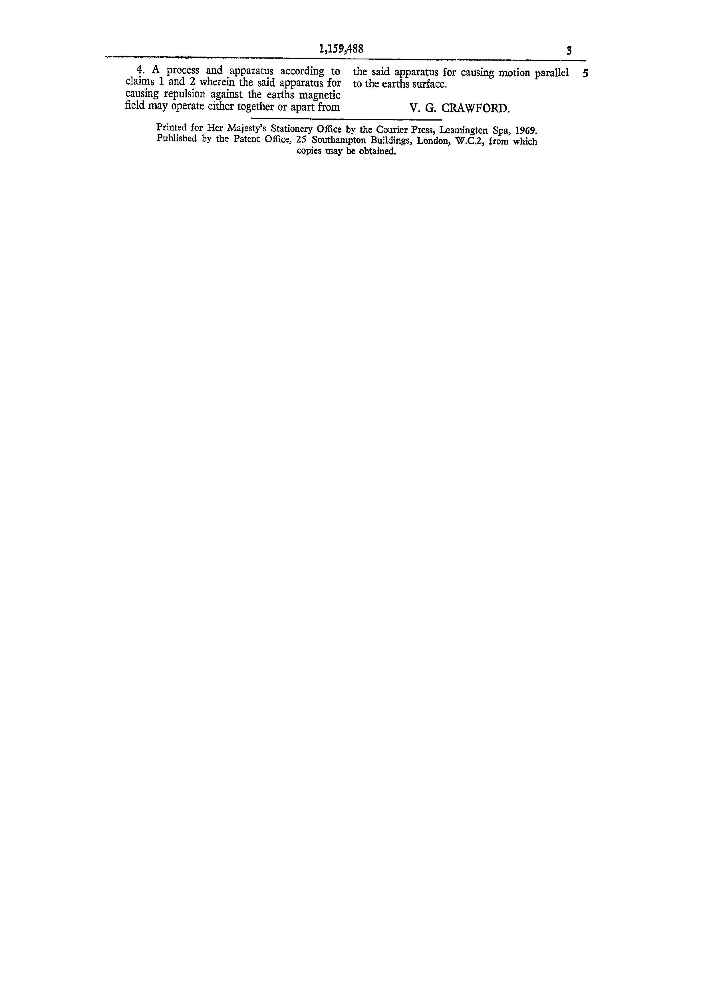 1,159,488
3
4. A process and apparatus according to
claims 1 and 2 wherein the said apparatus for
causing repulsion against the earths magnetic
field may operate either together or apart from
the said apparatus for causing motion parallel 5
to the earths surface.
V. G. CRAWFORD.
Printed for Her Majesty's Stationery Office by the Courier Press, Leamington Spa, 1969.
Published by the Patent Office, 25 Southampton Buildings, London, W.C.2, from which
copies may be obtained.